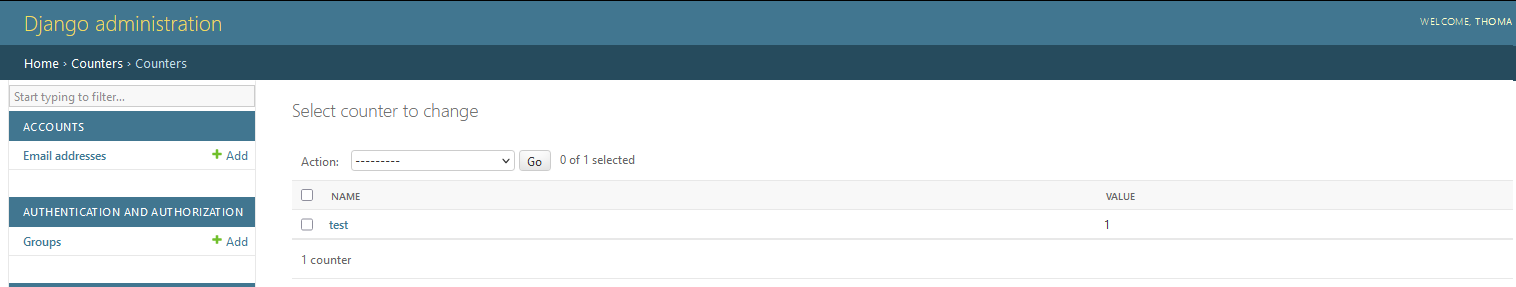 Django administration
WELCOME, THOMA
Home › Counters › Counters
Start typing to filter...
ACCOUNTS
Email addresses + Add
AUTHENTICATION AND AUTHORIZATION
Groups + Add
Select counter to change
Action: --------- Go 0 of 1 selected
NAME VALUE
test 1
1 counter